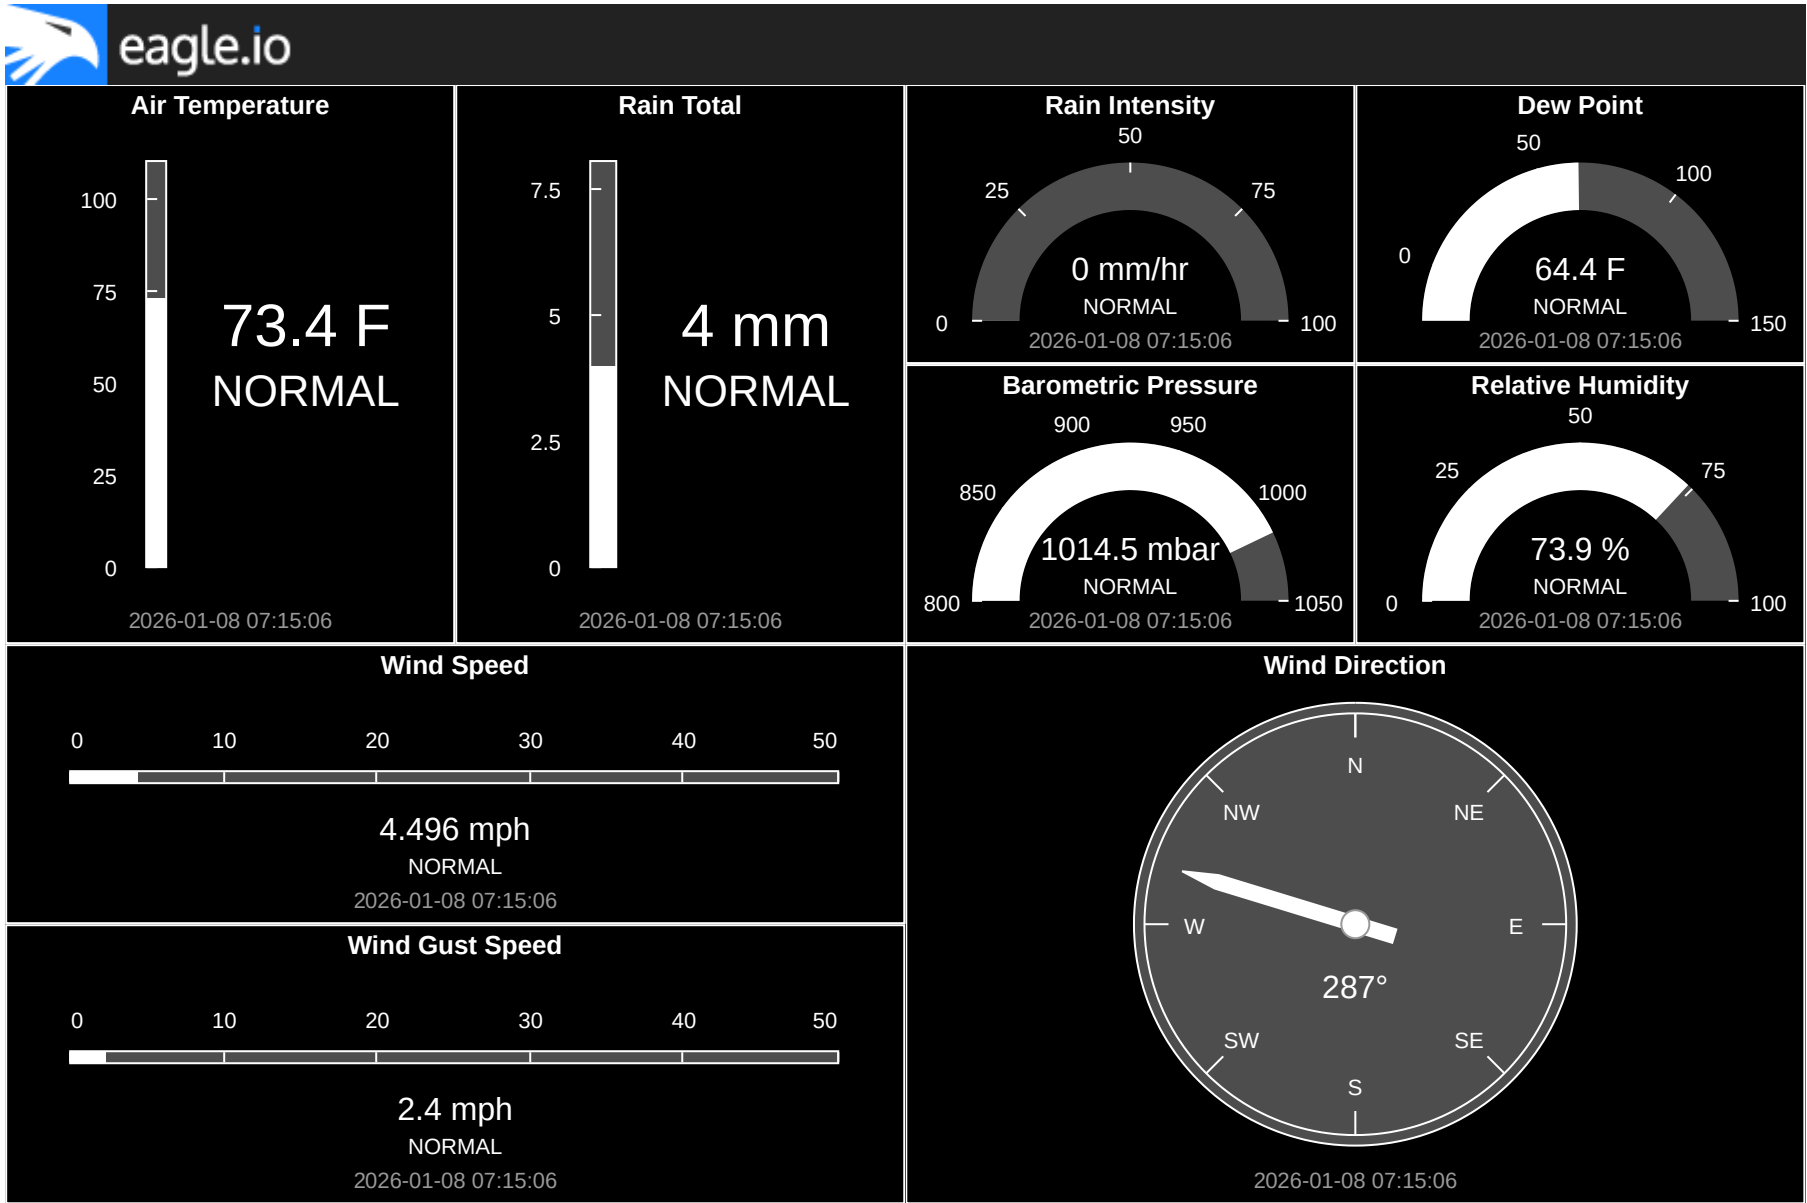 eagle.io
Air Temperature
100
75
50
25
0
73.4 F
NORMAL
2026-01-08 07:15:06
Rain Total
7.5
5
2.5
0
4 mm
NORMAL
2026-01-08 07:15:06
Rain Intensity
0
25
50
75
100
0 mm/hr
NORMAL
2026-01-08 07:15:06
Dew Point
0
50
100
150
64.4 F
NORMAL
2026-01-08 07:15:06
Barometric Pressure
800
850
900
950
1000
1050
1014.5 mbar
NORMAL
2026-01-08 07:15:06
Relative Humidity
0
25
50
75
100
73.9 %
NORMAL
2026-01-08 07:15:06
Wind Speed
0 10 20 30 40 50
4.496 mph
NORMAL
2026-01-08 07:15:06
Wind Gust Speed
0 10 20 30 40 50
2.4 mph
NORMAL
2026-01-08 07:15:06
Wind Direction
N
NW NE
W E
287°
SW SE
S
2026-01-08 07:15:06